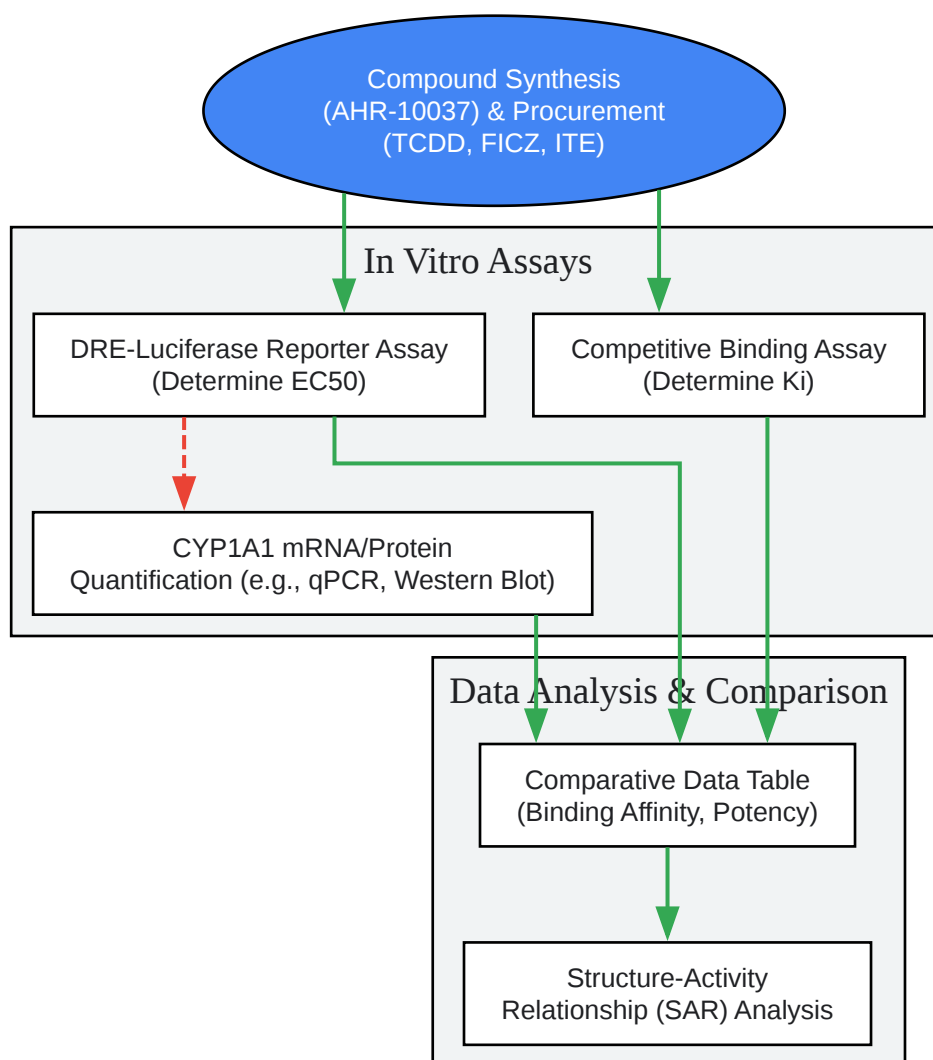 Compound Synthesis
(AHR-10037) & Procurement
(TCDD, FICZ, ITE)
In Vitro Assays
DRE-Luciferase Reporter Assay
(Determine EC50)
Competitive Binding Assay
(Determine Ki)
CYP1A1 mRNA/Protein
Quantification (e.g., qPCR, Western Blot)
Data Analysis & Comparison
Comparative Data Table
(Binding Affinity, Potency)
Structure-Activity
Relationship (SAR) Analysis